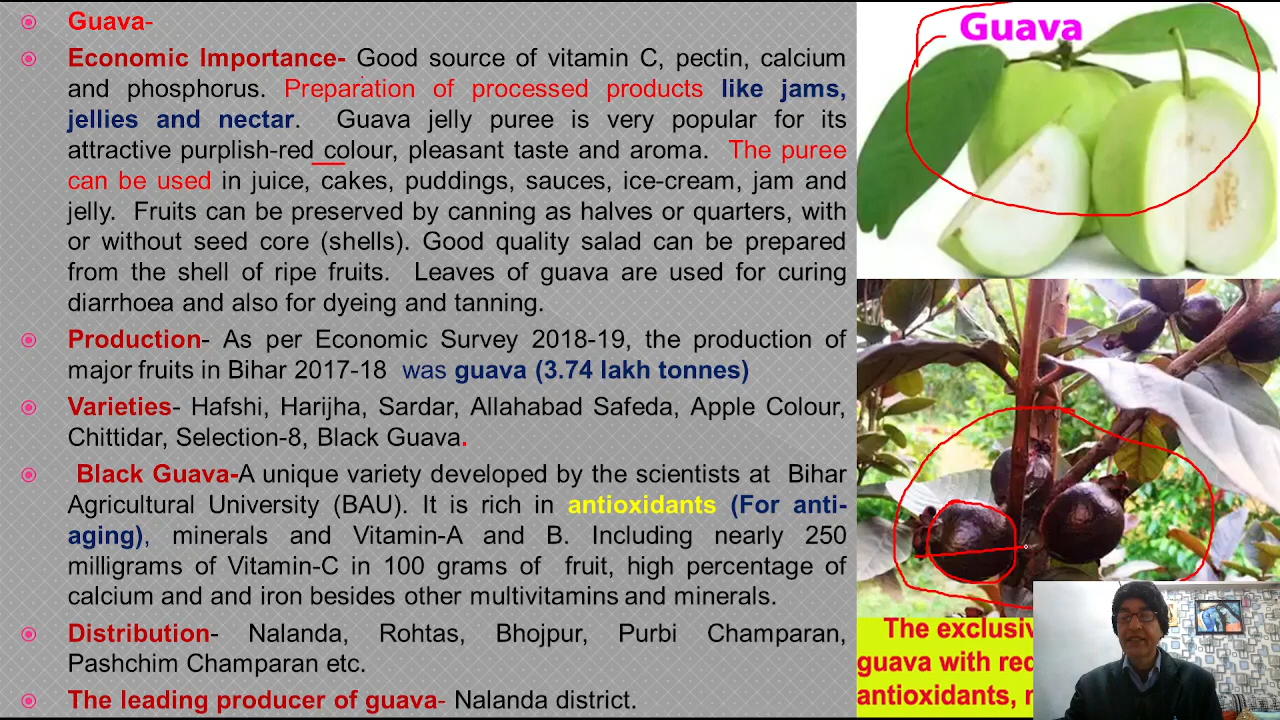 Guava-
Economic Importance- Good source of vitamin C, pectin, calcium
and phosphorus. Preparation of processed products like jams,
jellies and nectar. Guava jelly puree is very popular for its
attractive purplish-red colour, pleasant taste and aroma. The puree
can be used in juice, cakes, puddings, sauces, ice-cream, jam and
jelly. Fruits can be preserved by canning as halves or quarters, with
or without seed core (shells). Good quality salad can be prepared
from the shell of ripe fruits. Leaves of guava are used for curing
diarrhoea and also for dyeing and tanning.
Production- As per Economic Survey 2018-19, the production of
major fruits in Bihar 2017-18 was guava (3.74 lakh tonnes)
Varieties- Hafshi, Harijha, Sardar, Allahabad Safeda, Apple Colour,
Chittidar, Selection-8, Black Guava.
Black Guava-A unique variety developed by the scientists at Bihar
Agricultural University (BAU). It is rich in antioxidants (For anti-
aging), minerals and Vitamin-A and B. Including nearly 250
milligrams of Vitamin-C in 100 grams of fruit, high percentage of
calcium and and iron besides other multivitamins and minerals.
Distribution- Nalanda, Rohtas, Bhojpur, Purbi Champaran,
Pashchim Champaran etc.
The leading producer of guava- Nalanda district.
Guava
The
guava with
antioxidants,